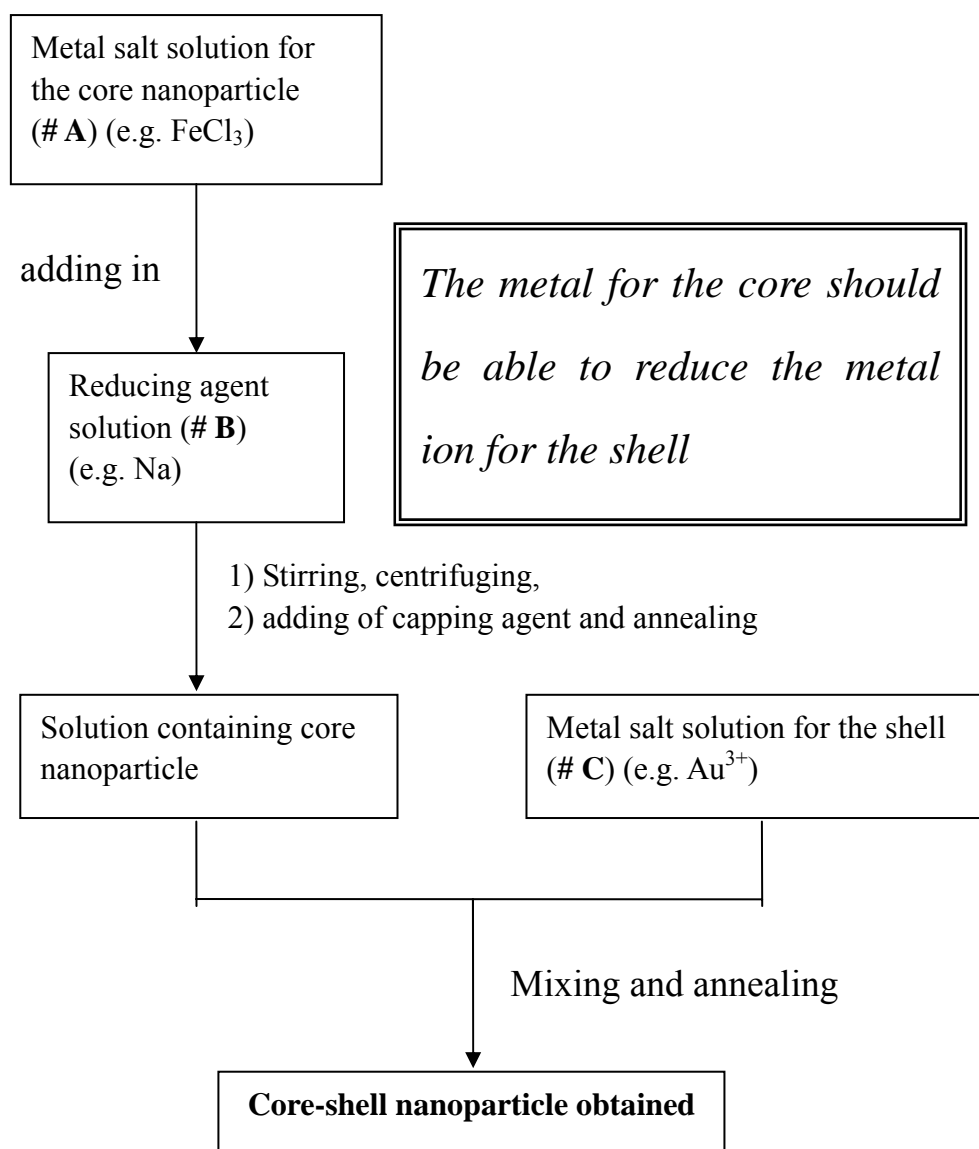 Metal salt solution for
the core nanoparticle
(# A) (e.g. FeCl₃)
adding in
The metal for the core should
be able to reduce the metal
ion for the shell
Reducing agent
solution (# B)
(e.g. Na)
1) Stirring, centrifuging,
2) adding of capping agent and annealing
Solution containing core
nanoparticle
Metal salt solution for the shell
(# C) (e.g. Au³⁺)
Mixing and annealing
Core-shell nanoparticle obtained